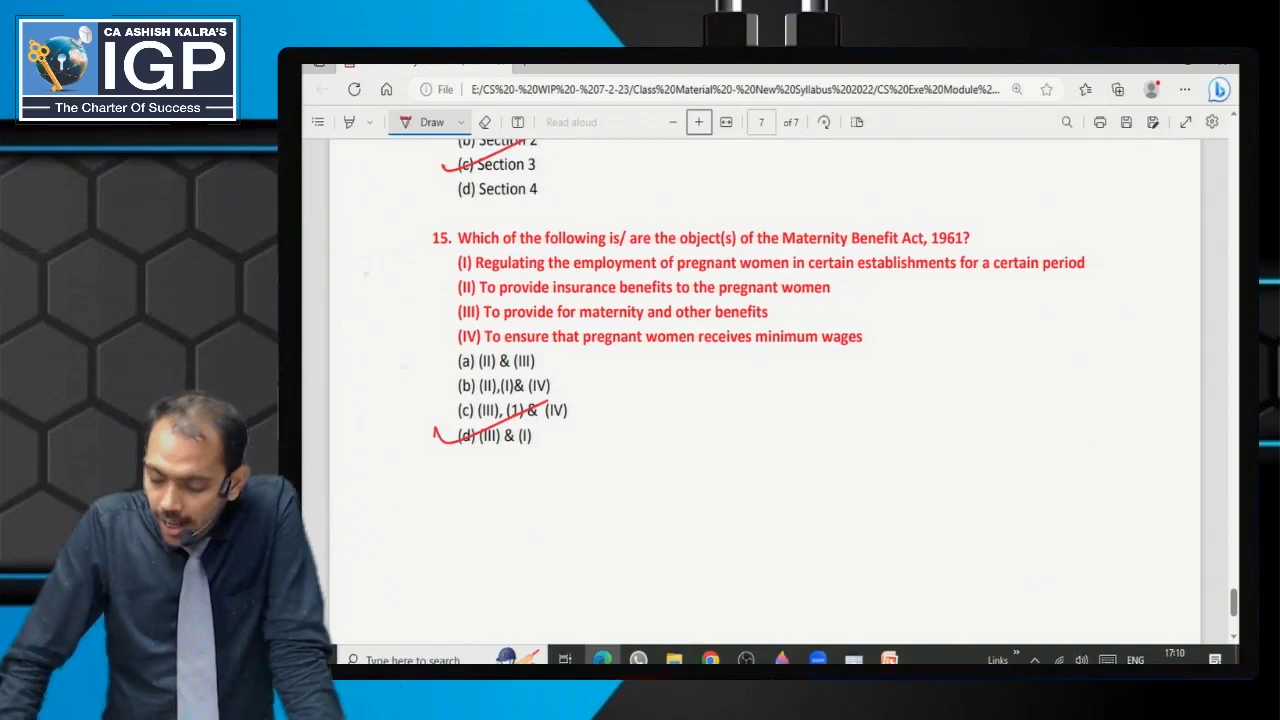 CA ASHISH KALRA'S
IGP
The Charter Of Success
File
E:/CS%20-%20WIP%20-%207-2-23/Class%20Material%20-%20New%20Syllabus%202022/CS%20Exe%20Module%2...
Draw
Read aloud
7 of 7
(b) Section 2
(c) Section 3
(d) Section 4
15. Which of the following is/ are the object(s) of the Maternity Benefit Act, 1961?
(I) Regulating the employment of pregnant women in certain establishments for a certain period
(II) To provide insurance benefits to the pregnant women
(III) To provide for maternity and other benefits
(IV) To ensure that pregnant women receives minimum wages
(a) (II) & (III)
(b) (II),(I)& (IV)
(c) (III), (1) & (IV)
(d) (III) & (I)
Type here to search
Links
ENG
17:10